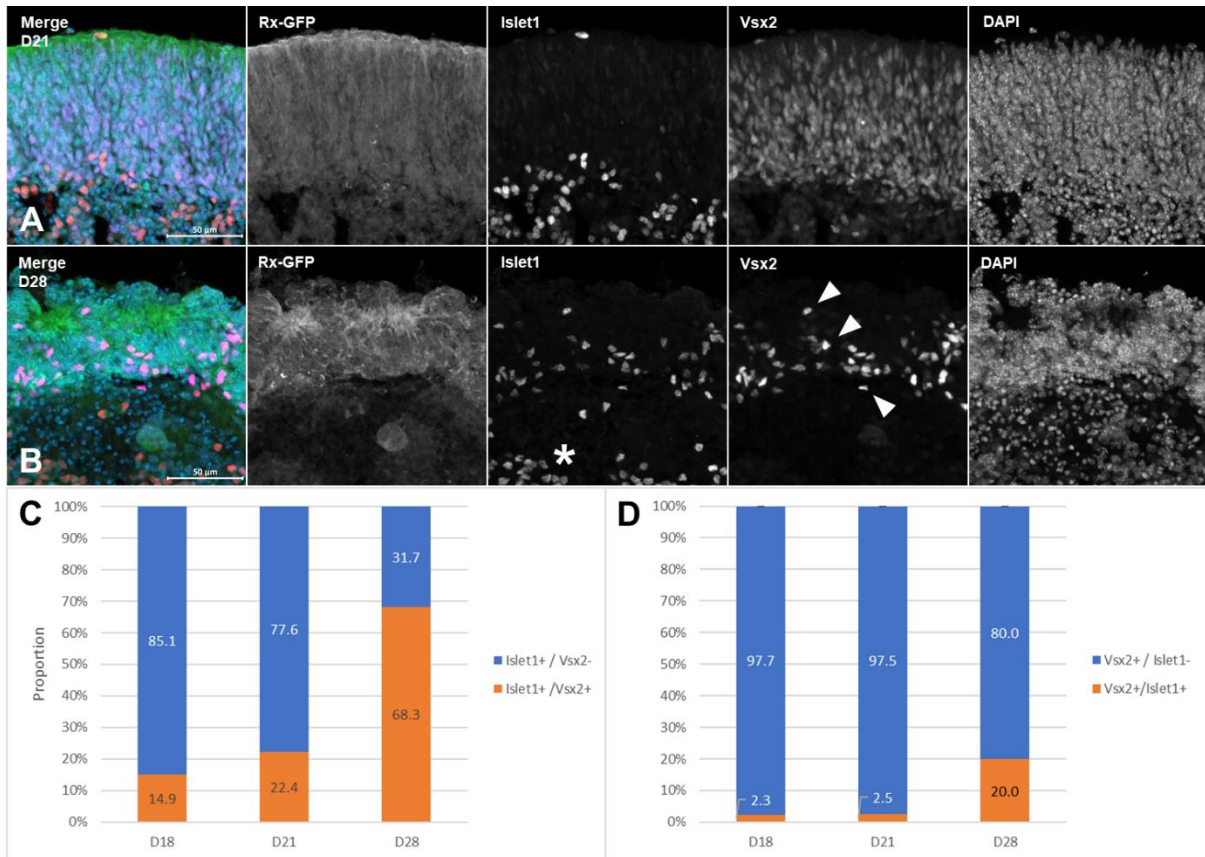 Merge
D21
Rx-GFP
Islet1
Vsx2
DAPI
A
50 µm
Merge
D28
Rx-GFP
Islet1
Vsx2
DAPI
B
50 µm
*
C
100%
90%
80%
70%
60%
50%
40%
30%
20%
10%
0%
Proportion
85.1
14.9
77.6
22.4
31.7
68.3
D18
D21
D28
Islet1+ / Vsx2-
Islet1+ /Vsx2+
D
100%
90%
80%
70%
60%
50%
40%
30%
20%
10%
0%
97.7
2.3
97.5
2.5
80.0
20.0
D18
D21
D28
Vsx2+ / Islet1-
Vsx2+/Islet1+